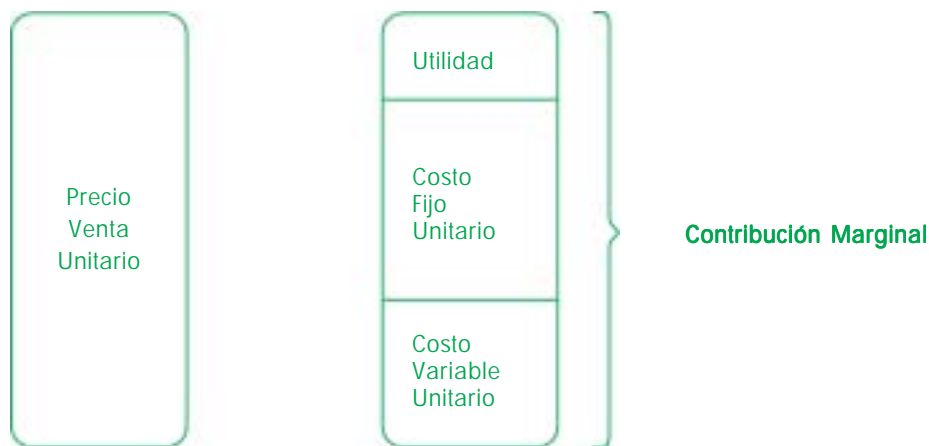 Precio
Venta
Unitario
Utilidad
Costo
Fijo
Unitario
Costo
Variable
Unitario
Contribución Marginal